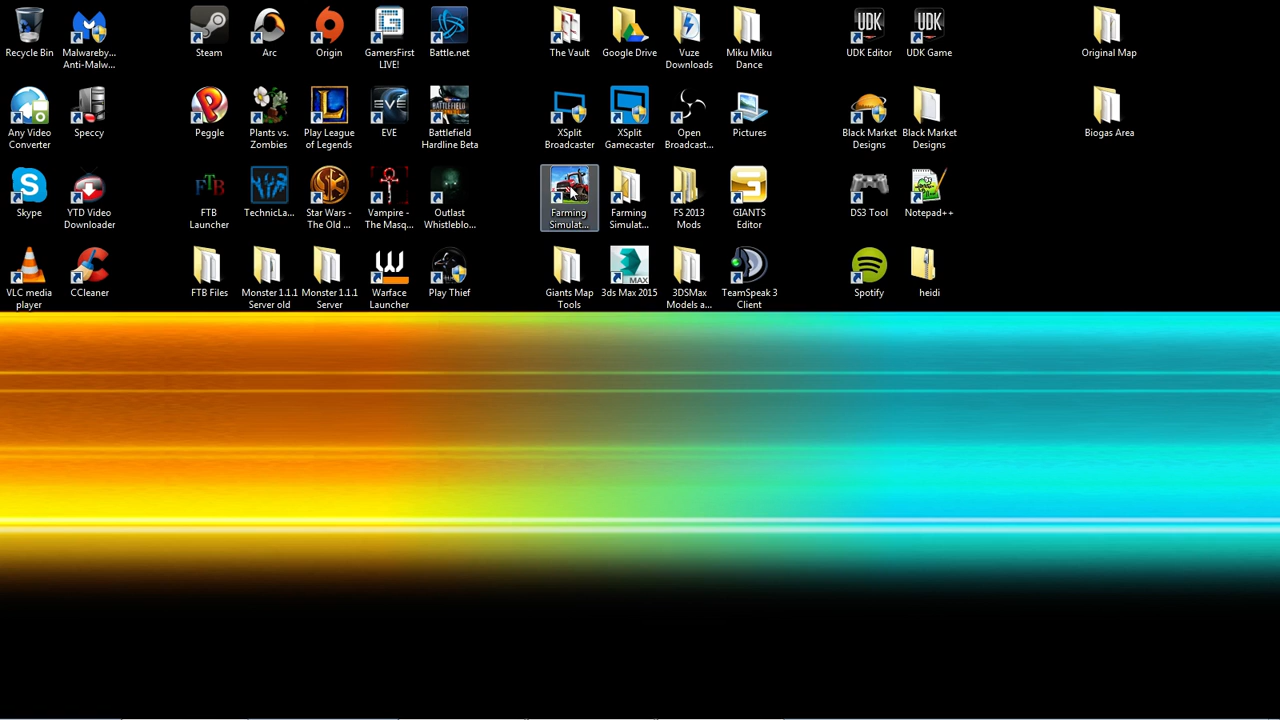 Recycle Bin
Malwareby...
Anti-Malw...
Steam
Arc
Origin
GamersFirst
LIVE!
Battle.net
The Vault
Google Drive
Vuze
Downloads
Miku Miku
Dance
UDK Editor
UDK Game
Original Map
Any Video
Converter
Speccy
Peggle
Plants vs.
Zombies
Play League
of Legends
EVE
Battlefield
Hardline Beta
XSplit
Broadcaster
XSplit
Gamecaster
Open
Broadcast...
Pictures
Black Market
Designs
Black Market
Designs
Biogas Area
Skype
YTD Video
Downloader
FTB
Launcher
TechnicLa...
Star Wars -
The Old ...
Vampire -
The Masq...
Outlast
Whistleblo...
Farming
Simulat...
Farming
Simulat...
FS 2013
Mods
GIANTS
Editor
DS3 Tool
Notepad++
VLC media
player
CCleaner
FTB Files
Monster 1.1.1
Server old
Monster 1.1.1
Server
Warface
Launcher
Play Thief
Giants Map
Tools
3ds Max 2015
3DSMax
Models a...
TeamSpeak 3
Client
Spotify
heidi